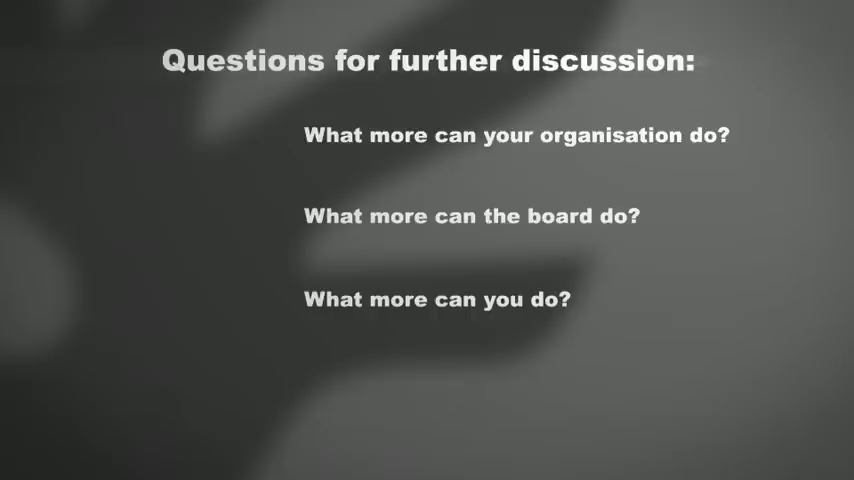 Questions for further discussion:
What more can your organisation do?
What more can the board do?
What more can you do?